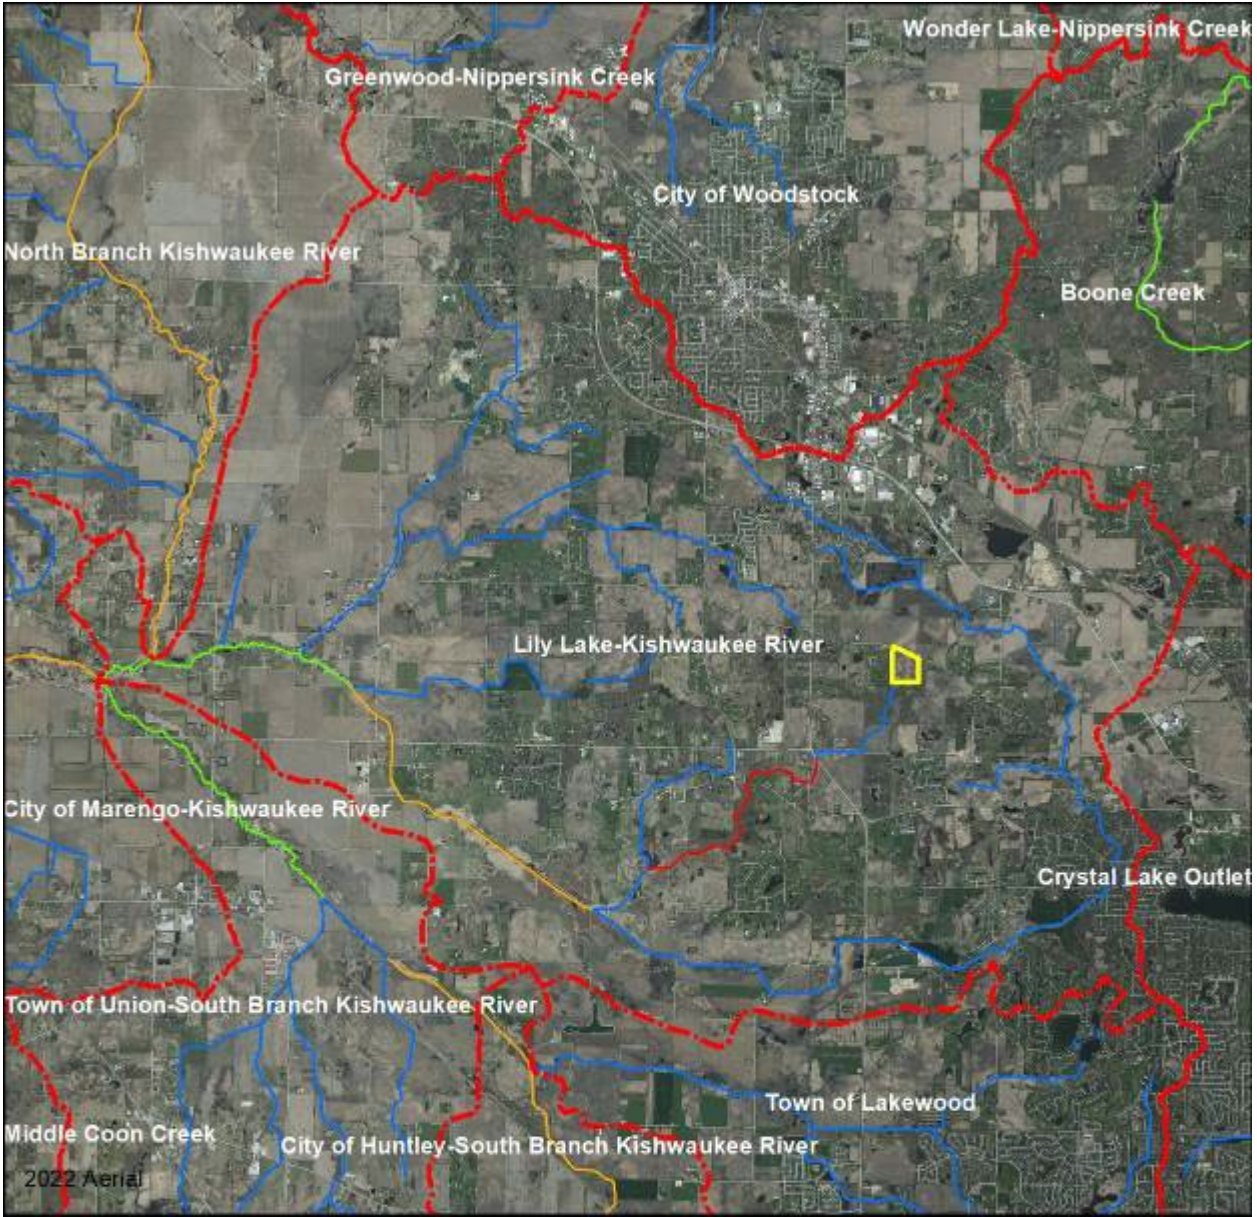 Wonder Lake-Nippersink Creek
Greenwood-Nippersink Creek
City of Woodstock
North Branch Kishwaukee River
Boone Creek
Lily Lake-Kishwaukee River
City of Marengo-Kishwaukee River
Crystal Lake Outlet
Town of Union-South Branch Kishwaukee River
Town of Lakewood
Middle Coon Creek
City of Huntley-South Branch Kishwaukee River
2022 Aerial